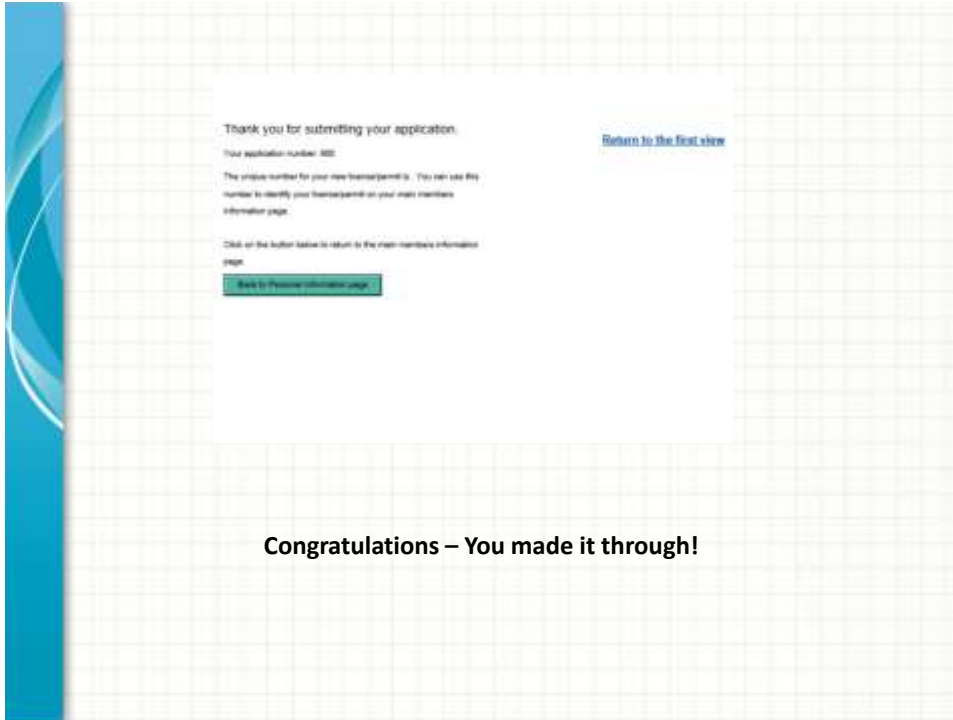 Thank you for submitting your application.
Return to the first view
Your application number:
The unique number for your new license/permit is . You can use this
number to identify your license/permit on your main members
information page.
Click on the button below to return to the main members information
page.
Back to Personal Information page
Congratulations – You made it through!